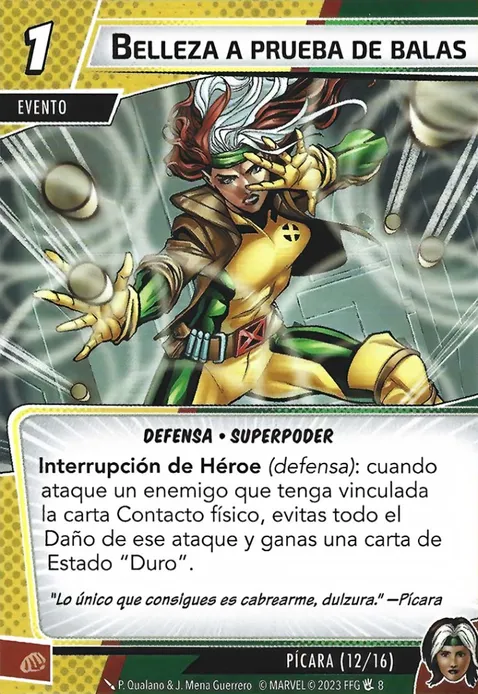 1
BELLEZA A PRUEBA DE BALAS
EVENTO
DEFENSA • SUPERPODER
Interrupción de Héroe (defensa): cuando
ataque un enemigo que tenga vinculada
la carta Contacto físico, evitas todo el
Daño de ese ataque y ganas una carta de
Estado “Duro”.
"Lo único que consigues es cabrearme, dulzura." —Pícara
PÍCARA (12/16)
P. Qualano & J. Mena Guerrero © MARVEL © 2023 FFG 8